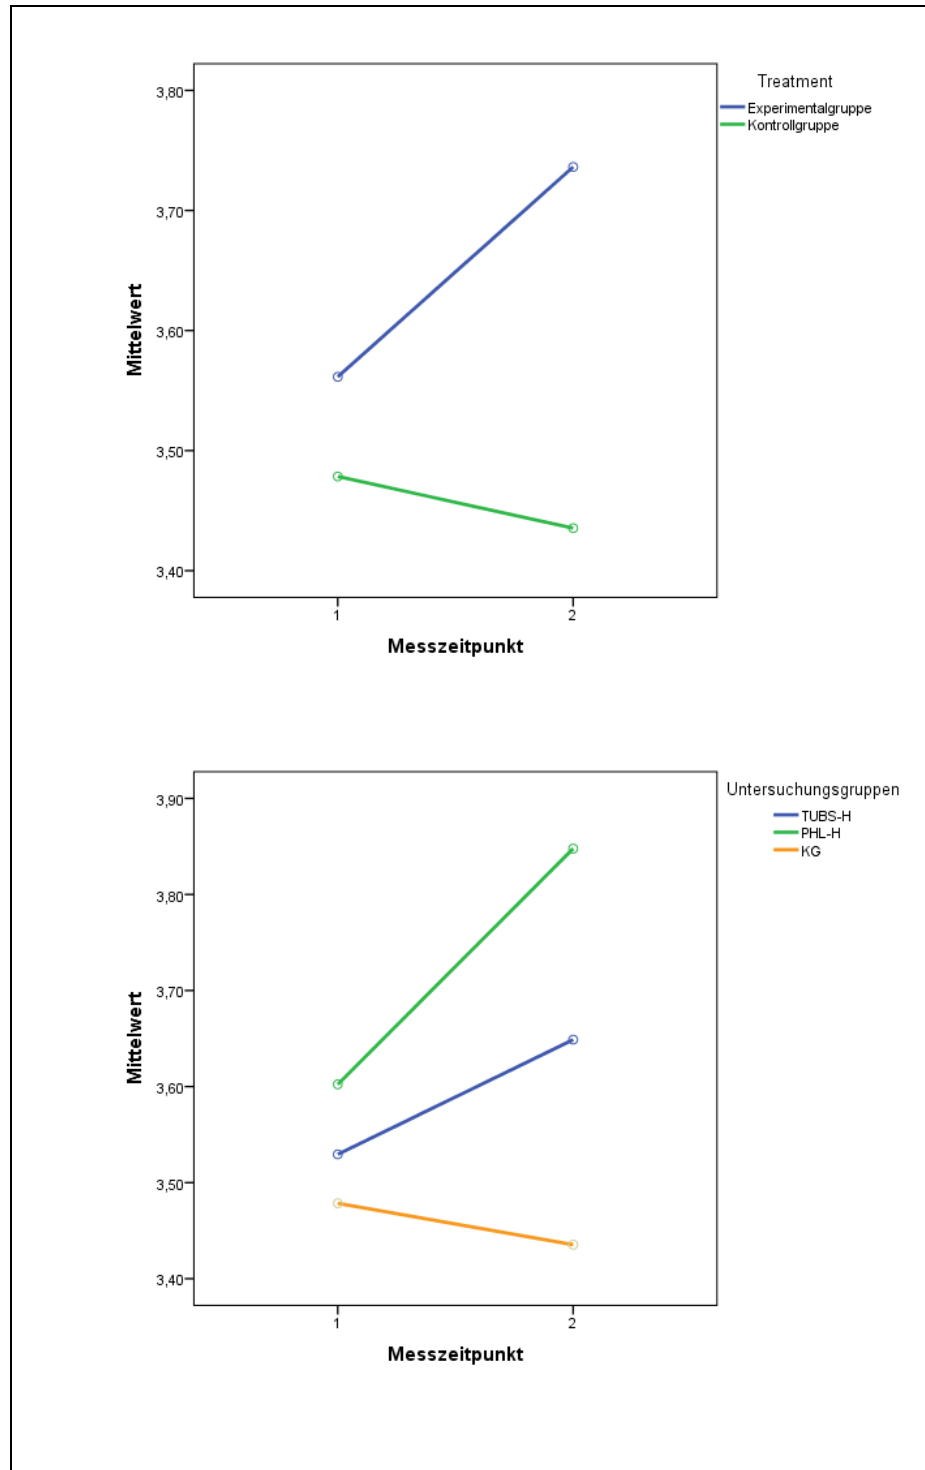 Treatment
Experimentalgruppe
Kontrollgruppe
3,80
3,70
3,60
3,50
3,40
Mittelwert
1 2
Messzeitpunkt
Untersuchungsgruppen
TUBS-H
PHL-H
KG
3,90
3,80
3,70
3,60
3,50
3,40
Mittelwert
1 2
Messzeitpunkt